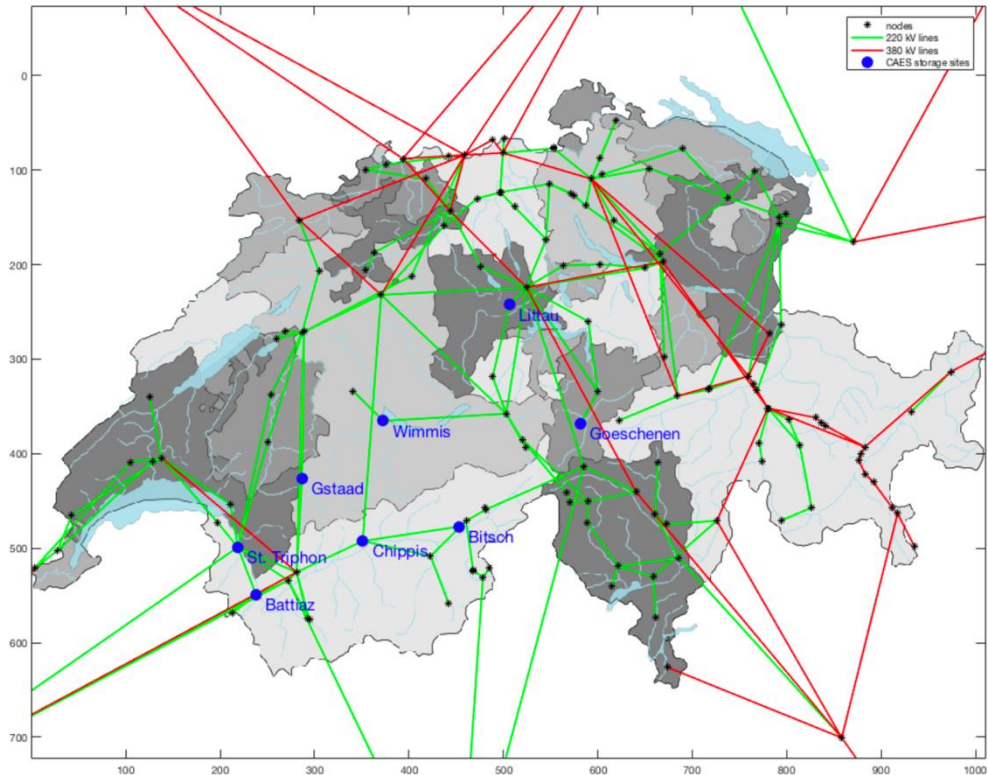 nodes
220 kV lines
380 kV lines
CAES storage sites
0
100
200
300
400
500
600
700
Littau
Wimmis
Goeschenen
Gstaad
Chippis
Bitsch
St. Triphon
Battiaz
100
200
300
400
500
600
700
800
900
1000